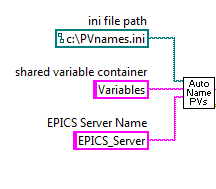 ini file path
c:\PVnames.ini
shared variable container
Variables
Auto
Name
PVs
EPICS Server Name
EPICS_Server